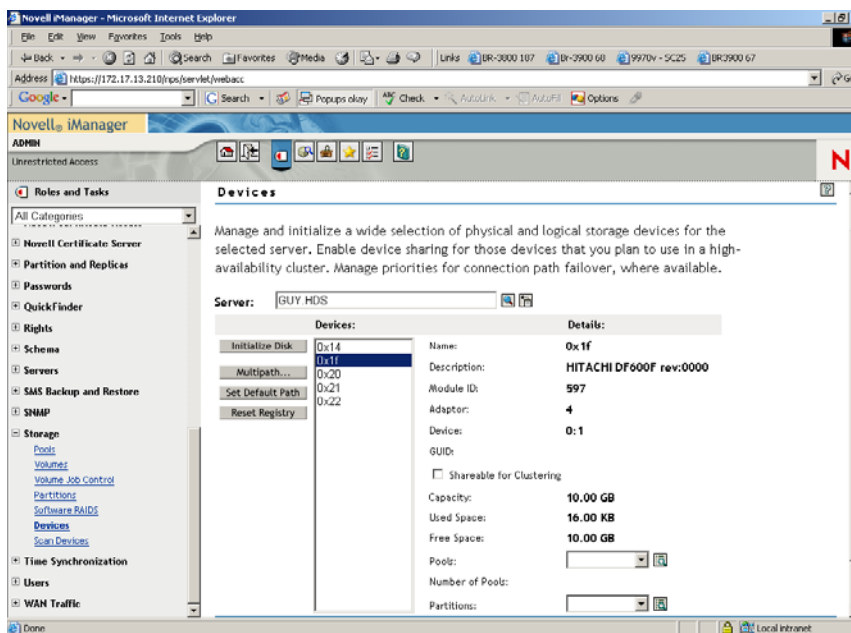 Novell iManager - Microsoft Internet Explorer
File Edit View Favorites Tools Help
Back Search Favorites Media Links BR-3800 107 Br-3900 60 9970v - SC25 BR3900 67
Address https://172.17.13.210/nps/servlet/webacc
Google Search Popups okay Check AutoLink AutoFil Options
Novell® iManager
ADMIN
Unrestricted Access
N
Roles and Tasks
All Categories
Novell Certificate Server
Partition and Replicas
Passwords
QuickFinder
Rights
Schema
Servers
SMS Backup and Restore
SNMP
Storage
Pools
Volumes
Volume Job Control
Partitions
Software RAIDS
Devices
Scan Devices
Time Synchronization
Users
WAN Traffic
Devices
Manage and initialize a wide selection of physical and logical storage devices for the
selected server. Enable device sharing for those devices that you plan to use in a high-
availability cluster. Manage priorities for connection path failover, where available.
Server: GUY.HDS
Devices:
Initialize Disk
Multipath...
Set Default Path
Reset Registry
0x14
0x1f
0x20
0x21
0x22
Details:
Name: 0x1f
Description: HITACHI DF600F rev:0000
Module ID: 597
Adaptor: 4
Device: 0:1
GUID:
Shareable for Clustering
Capacity: 10.00 GB
Used Space: 16.00 KB
Free Space: 10.00 GB
Pools:
Number of Pools:
Partitions:
Done
Local intranet